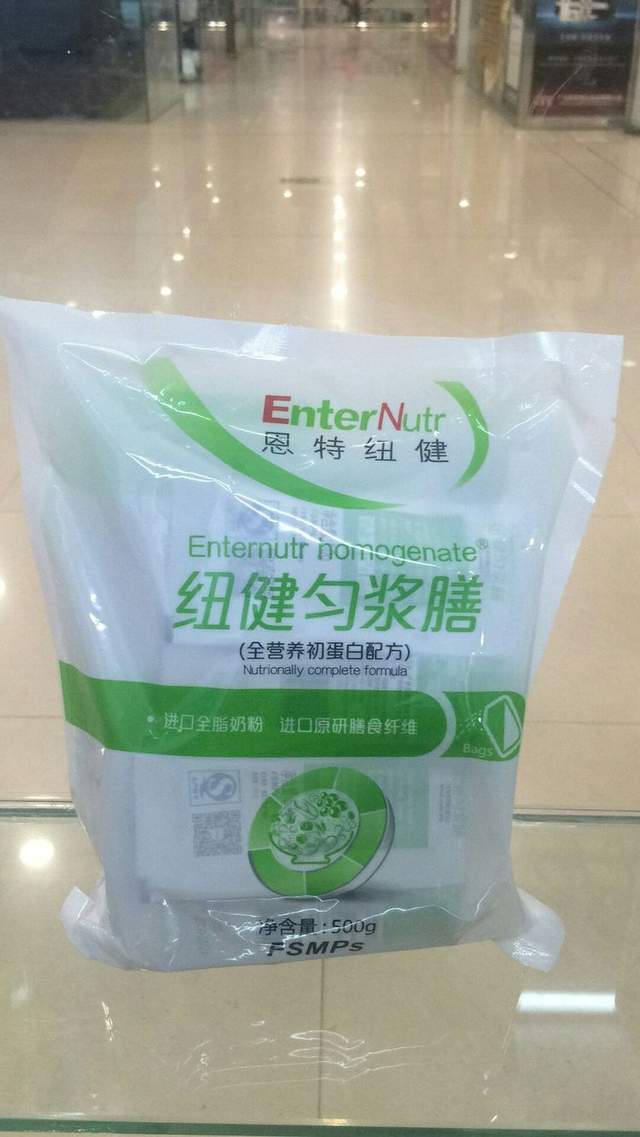 EnterNutr
恩特纽健
Enternutr homogenate®
纽健匀浆膳
(全营养初蛋白配方)
Nutrionally complete formula
• 进口全脂奶粉 进口原研膳食纤维
Bags
净含量:500g
FSMPs